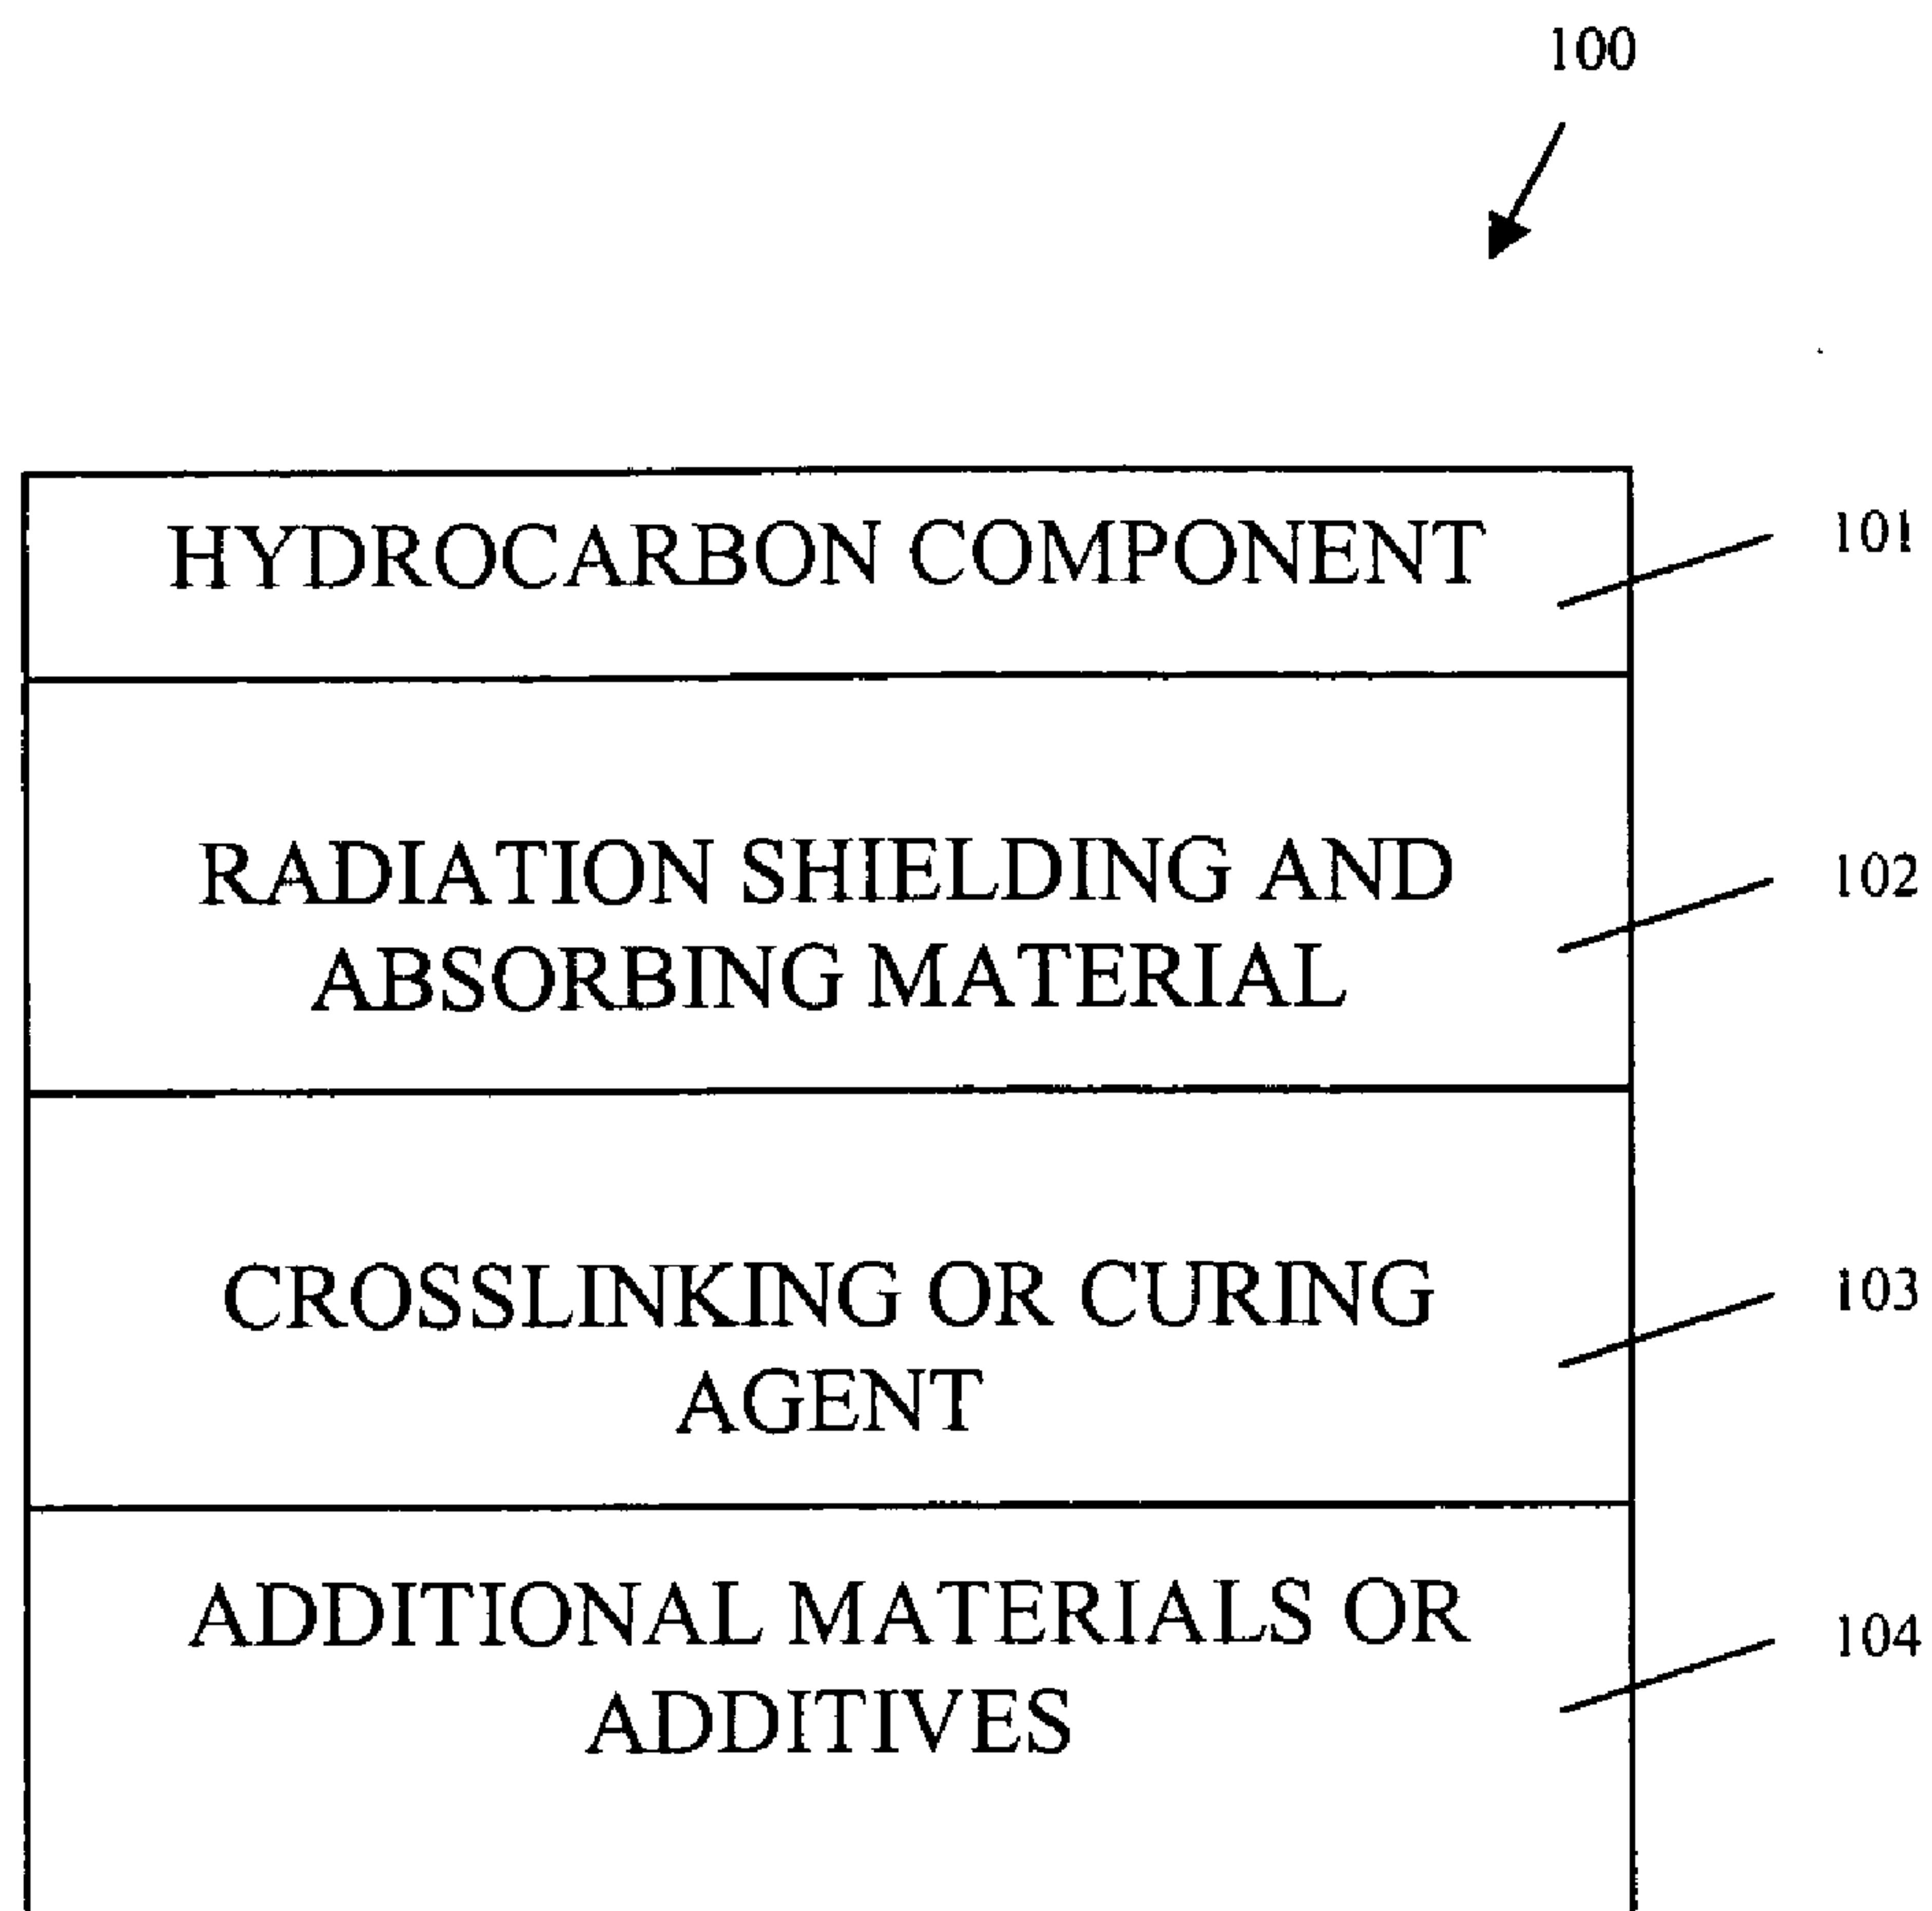 100
HYDROCARBON COMPONENT
101
RADIATION SHIELDING AND
ABSORBING MATERIAL
102
CROSSLINKING OR CURING
AGENT
103
ADDITIONAL MATERIALS OR
ADDITIVES
104